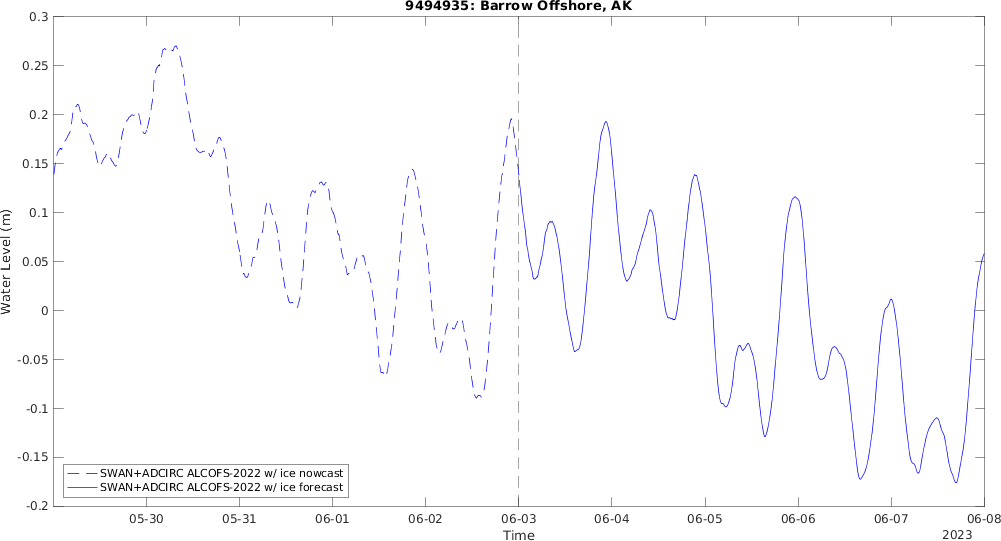 9494935: Barrow Offshore, AK
0.3
0.25
0.2
0.15
0.1
0.05
0
-0.05
-0.1
-0.15
-0.2
Water Level (m)
SWAN+ADCIRC ALCOFS-2022 w/ ice nowcast
SWAN+ADCIRC ALCOFS-2022 w/ ice forecast
05-30 05-31 06-01 06-02 06-03 06-04 06-05 06-06 06-07 06-08
Time
2023